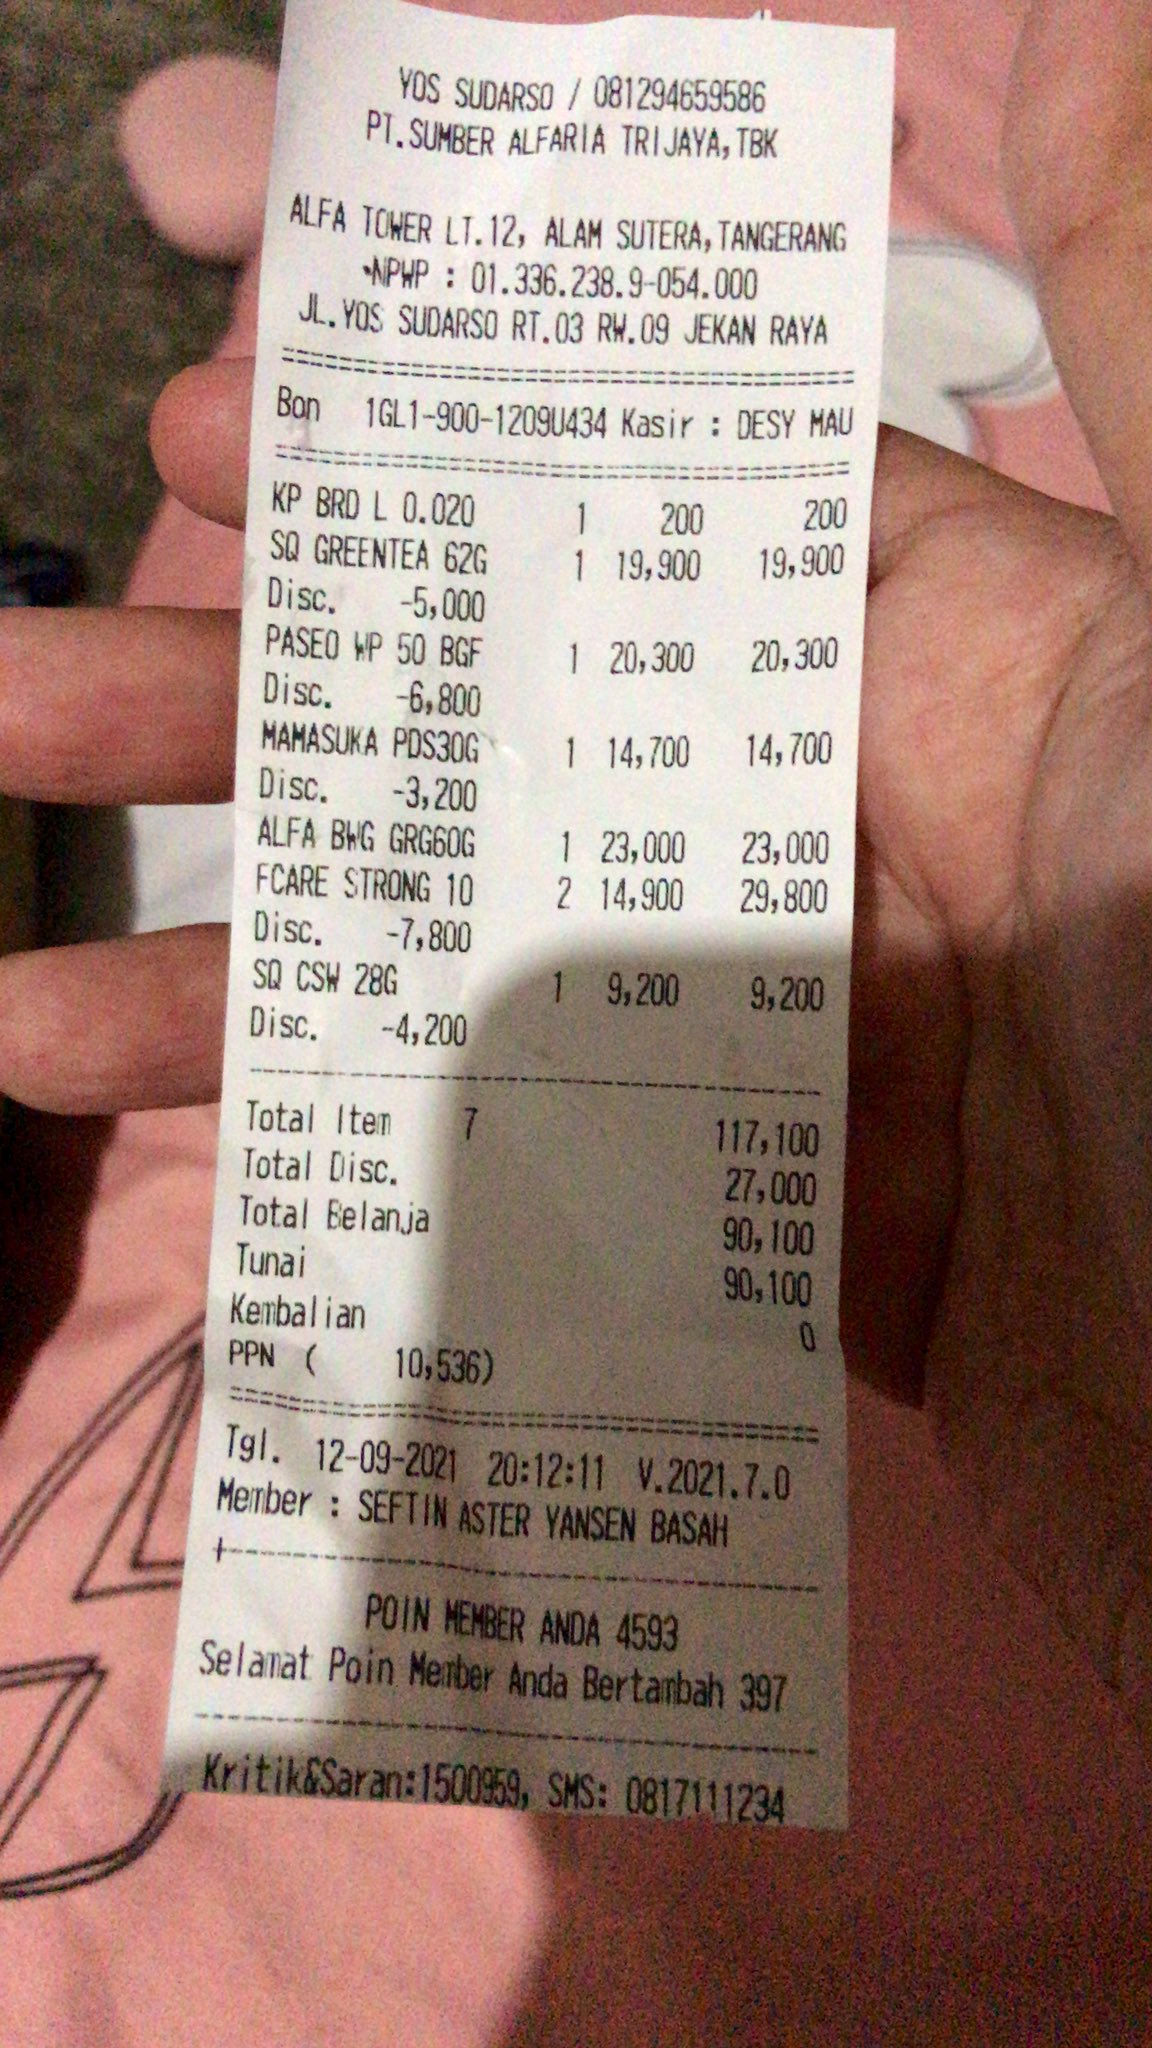 YOS SUDARSO / 081294659586
PT.SUMBER ALFARIA TRIJAYA,TBK
ALFA TOWER LT.12, ALAM SUTERA,TANGERANG
NPWP : 01.336.238.9-054.000
JL.YOS SUDARSO RT.03 RW.09 JEKAN RAYA
Bon 1GL1-900-1209U434 Kasir : DESY MAU
KP BRD L 0.020 1 200 200
SQ GREENTEA 62G 1 19,900 19,900
Disc. -5,000
PASEO WP 50 BGF 1 20,300 20,300
Disc. -6,800
MAMASUKA PDS30G 1 14,700 14,700
Disc. -3,200
ALFA BWG GRG60G 1 23,000 23,000
FCARE STRONG 10 2 14,900 29,800
Disc. -7,800
SQ CSW 28G 1 9,200 9,200
Disc. -4,200
Total Item 7 117,100
Total Disc. 27,000
Total Belanja 90,100
Tunai 90,100
Kembalian 0
PPN ( 10,536)
Tgl. 12-09-2021 20:12:11 V.2021.7.0
Member : SEFTIN ASTER YANSEN BASAH
POIN MEMBER ANDA 4593
Selamat Poin Member Anda Bertambah 397
Kritik&Saran:1500959, SMS: 0817111234